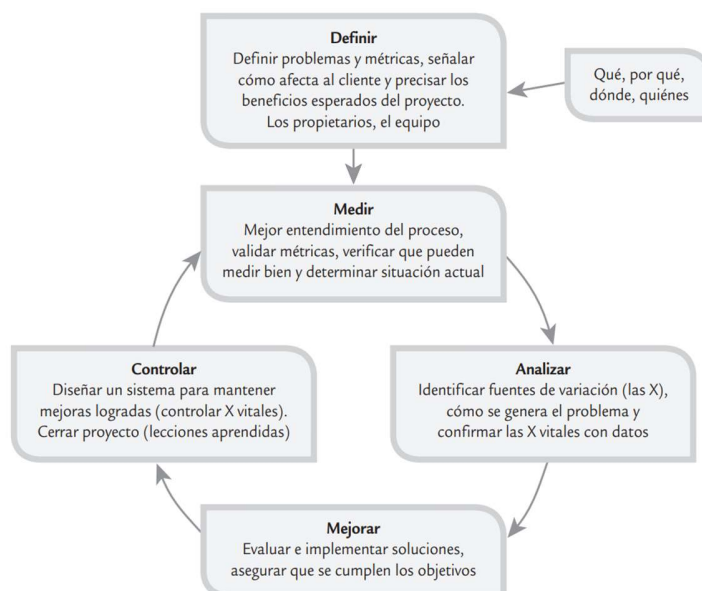 Definir
Definir problemas y métricas, señalar
cómo afecta al cliente y precisar los
beneficios esperados del proyecto.
Los propietarios, el equipo
Qué, por qué,
dónde, quiénes
Medir
Mejor entendimiento del proceso,
validar métricas, verificar que pueden
medir bien y determinar situación actual
Controlar
Diseñar un sistema para mantener
mejoras logradas (controlar X vitales).
Cerrar proyecto (lecciones aprendidas)
Analizar
Identificar fuentes de variación (las X),
cómo se genera el problema y
confirmar las X vitales con datos
Mejorar
Evaluar e implementar soluciones,
asegurar que se cumplen los objetivos